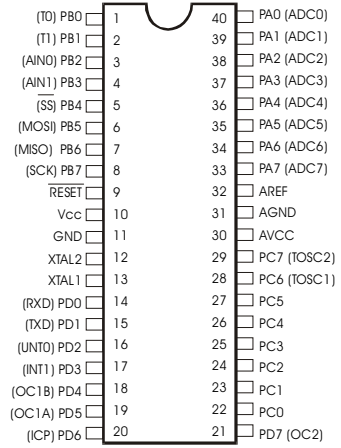 (T0) PB0 1 40 PA0 (ADC0)
(T1) PB1 2 39 PA1 (ADC1)
(AIN0) PB2 3 38 PA2 (ADC2)
(AIN1) PB3 4 37 PA3 (ADC3)
(SS) PB4 5 36 PA4 (ADC4)
(MOSI) PB5 6 35 PA5 (ADC5)
(MISO) PB6 7 34 PA6 (ADC6)
(SCK) PB7 8 33 PA7 (ADC7)
RESET 9 32 AREF
Vcc 10 31 AGND
GND 11 30 AVCC
XTAL2 12 29 PC7 (TOSC2)
XTAL1 13 28 PC6 (TOSC1)
(RXD) PD0 14 27 PC5
(TXD) PD1 15 26 PC4
(UNT0) PD2 16 25 PC3
(INT1) PD3 17 24 PC2
(OC1B) PD4 18 23 PC1
(OC1A) PD5 19 22 PC0
(ICP) PD6 20 21 PD7 (OC2)